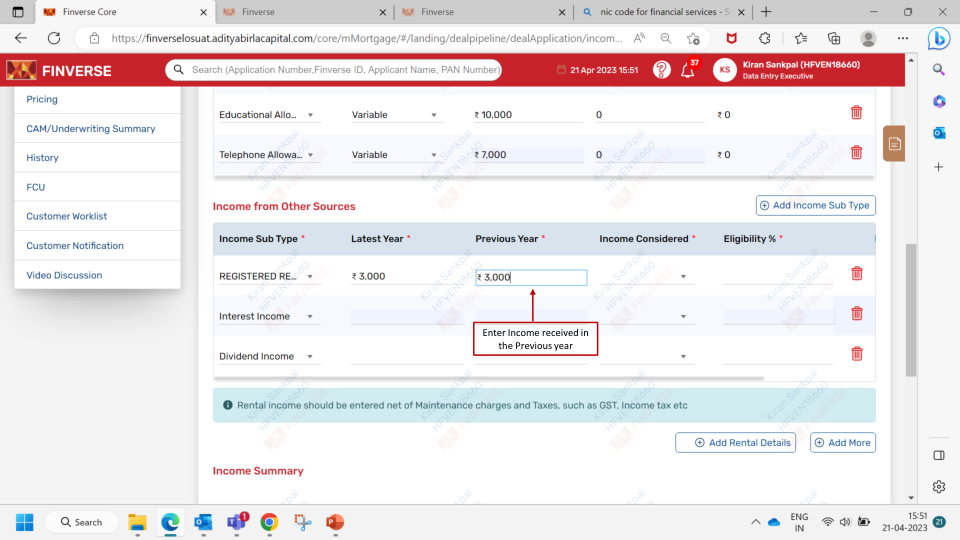 Finverse Core
Finverse
Finverse
nic code for financial services - S
https://finverselosuat.adityabirlacapital.com/core/mMortgage/#/landing/dealpipeline/dealApplication/incom...
FINVERSE
Search (Application Number,Finverse ID, Applicant Name, PAN Number)
21 Apr 2023 15:51
37
KS
Kiran Sankpal (HFVEN18660)
Data Entry Executive
Pricing
CAM/Underwriting Summary
History
FCU
Customer Worklist
Customer Notification
Video Discussion
Educational Allo... Variable ₹ 10,000 0 ₹ 0
Telephone Allowa... Variable ₹ 7,000 0 ₹ 0
Income from Other Sources
Add Income Sub Type
Income Sub Type * Latest Year * Previous Year * Income Considered * Eligibility % *
REGISTERED RE... ₹ 3,000 ₹ 3,000
Interest Income
Enter Income received in
the Previous year
Dividend Income
Rental income should be entered net of Maintenance charges and Taxes, such as GST, Income tax etc
Add Rental Details
Add More
Income Summary
Kiran Sankpal
HFVEN18660
FINVERSE
Search
1
ENG
IN
15:51
21-04-2023
21